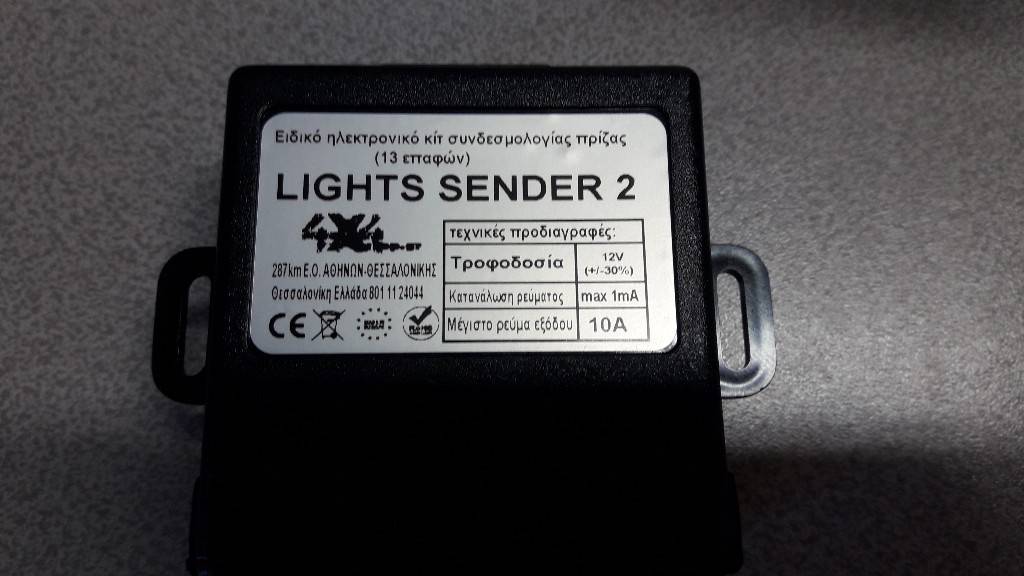 Ειδικό ηλεκτρονικό κίτ συνδεσμολογίας πρίζας
(13 επαφών)
LIGHTS SENDER 2
4X4
287km Ε.Ο. ΑΘΗΝΩΝ-ΘΕΣΣΑΛΟΝΙΚΗΣ
Θεσσαλονίκη Ελλάδα 801 11 24044
CE
τεχνικές προδιαγραφές:
Τροφοδοσία 12V (+/-30%)
Κατανάλωση ρεύματος max 1mA
Μέγιστο ρεύμα εξόδου 10A